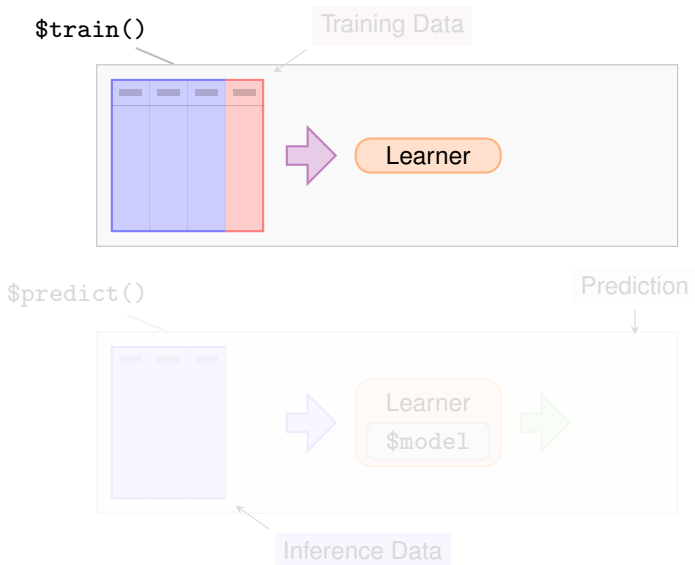 $train()
Training Data
Learner
$predict()
Prediction
Learner
$model
Inference Data